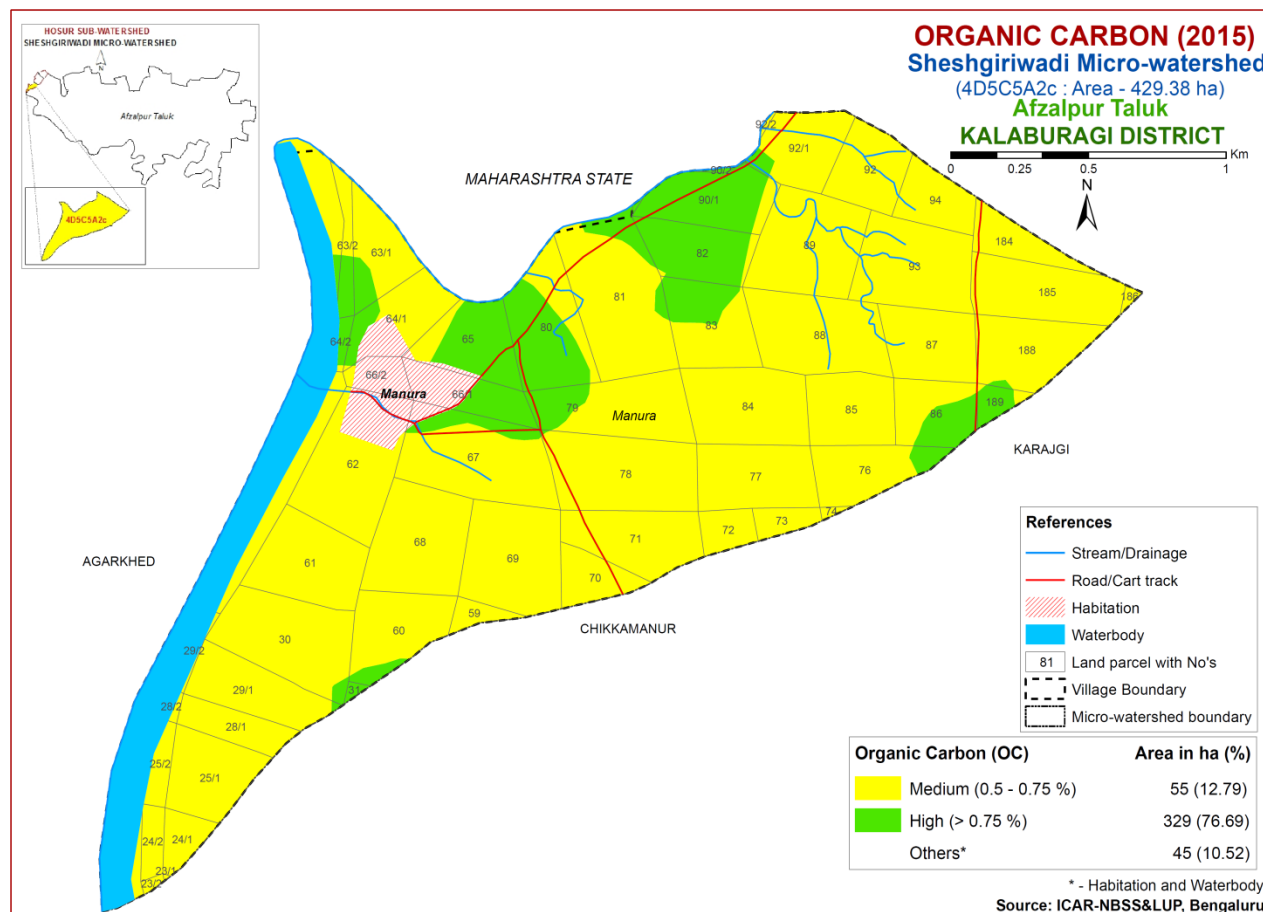 HOSUR SUB-WATERSHED
SHESHGIRIWADI MICRO-WATERSHED
N
Afzalpur Taluk
4D5C5A2c
ORGANIC CARBON (2015)
Sheshgiriwadi Micro-watershed
(4D5C5A2c : Area - 429.38 ha)
Afzalpur Taluk
KALABURAGI DISTRICT
Km
0 0.25 0.5 1
N
MAHARASHTRA STATE
92/2
92/1
92
90/2
90/1
94
63/2
63/1
82
89
93
184
185
186
81
64/1
80
83
65
88
87
188
64/2
66/2
Manura
66/1
79
Manura
84
85
86
189
KARAJGI
62
67
78
77
76
74
73
72
71
70
AGARKHED
61
68
69
59
60
CHIKKAMANUR
30
29/2
29/1
31
28/2
28/1
25/2
25/1
24/2
24/1
23/1
23/2
References
Stream/Drainage
Road/Cart track
Habitation
Waterbody
81 Land parcel with No's
Village Boundary
Micro-watershed boundary
Organic Carbon (OC) Area in ha (%)
Medium (0.5 - 0.75 %) 55 (12.79)
High (> 0.75 %) 329 (76.69)
Others* 45 (10.52)
* - Habitation and Waterbody
Source: ICAR-NBSS&LUP, Bengaluru